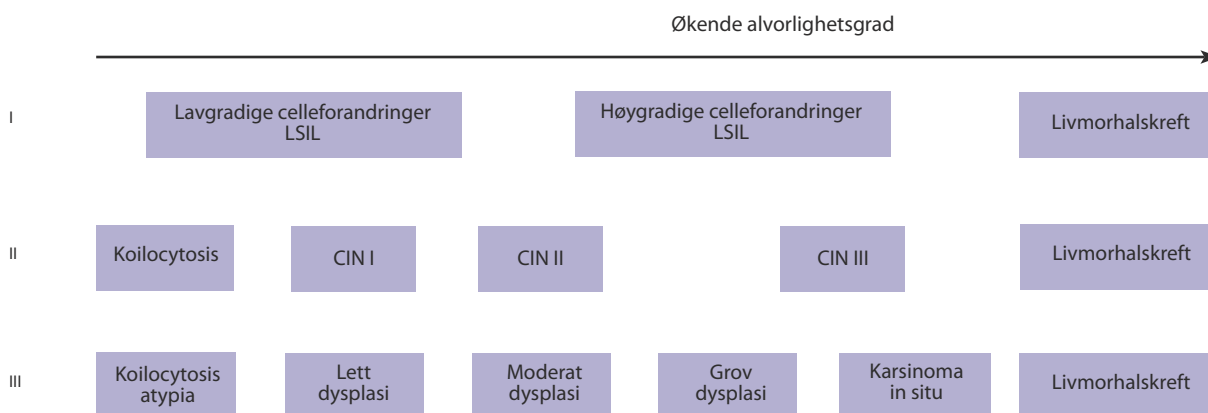 Økende alvorlighetsgrad
I
Lavgradige celleforandringer
LSIL
Høygradige celleforandringer
LSIL
Livmorhalskreft
II
Koilocytosis
CIN I
CIN II
CIN III
Livmorhalskreft
III
Koilocytosis
atypia
Lett
dysplasi
Moderat
dysplasi
Grov
dysplasi
Karsinoma
in situ
Livmorhalskreft